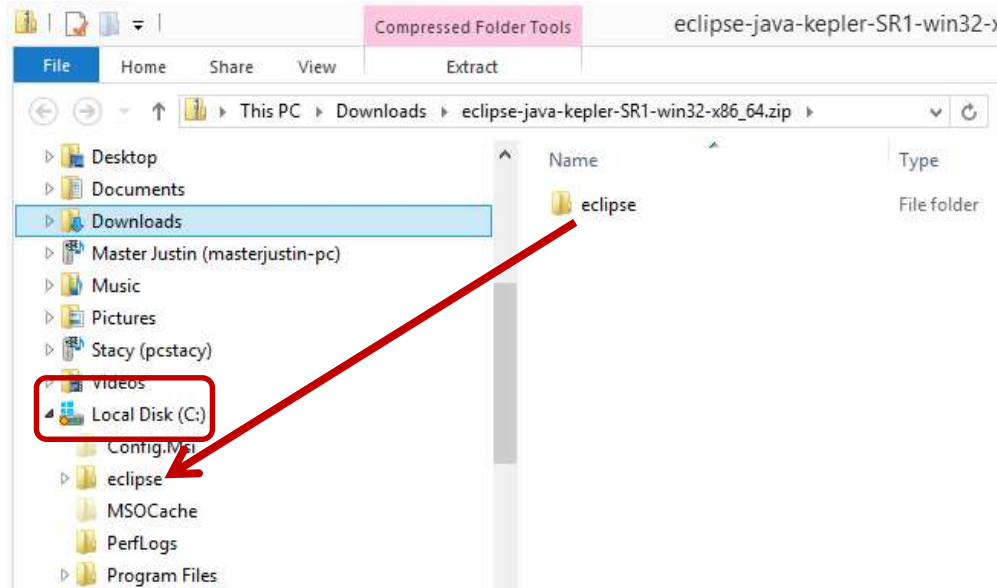 Compressed Folder Tools
eclipse-java-kepler-SR1-win32-x
File Home Share View Extract
This PC Downloads eclipse-java-kepler-SR1-win32-x86_64.zip
Name Type
eclipse File folder
Desktop
Documents
Downloads
Master Justin (masterjustin-pc)
Music
Pictures
Stacy (pcstacy)
Videos
Local Disk (C:)
Config.Msi
eclipse
MSOCache
PerfLogs
Program Files